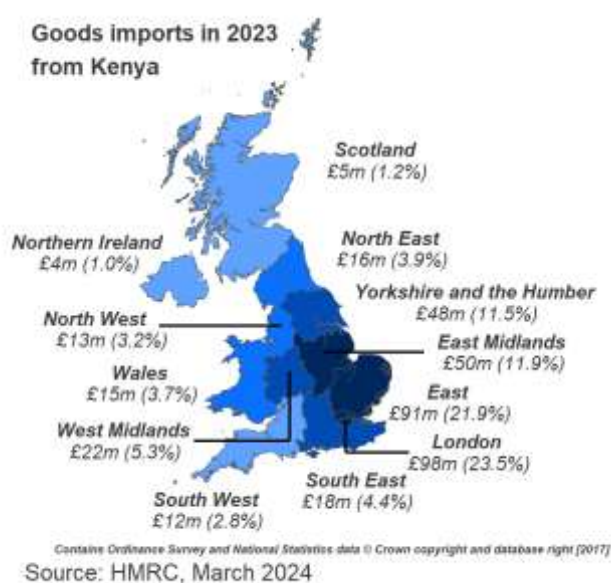 Goods imports in 2023
from Kenya
Scotland
£5m (1.2%)
Northern Ireland
£4m (1.0%)
North East
£16m (3.9%)
Yorkshire and the Humber
£48m (11.5%)
North West
£13m (3.2%)
East Midlands
£50m (11.9%)
Wales
£15m (3.7%)
East
£91m (21.9%)
West Midlands
£22m (5.3%)
London
£98m (23.5%)
South East
£18m (4.4%)
South West
£12m (2.8%)
Contains Ordinance Survey and National Statistics data © Crown copyright and database right [2017]
Source: HMRC, March 2024